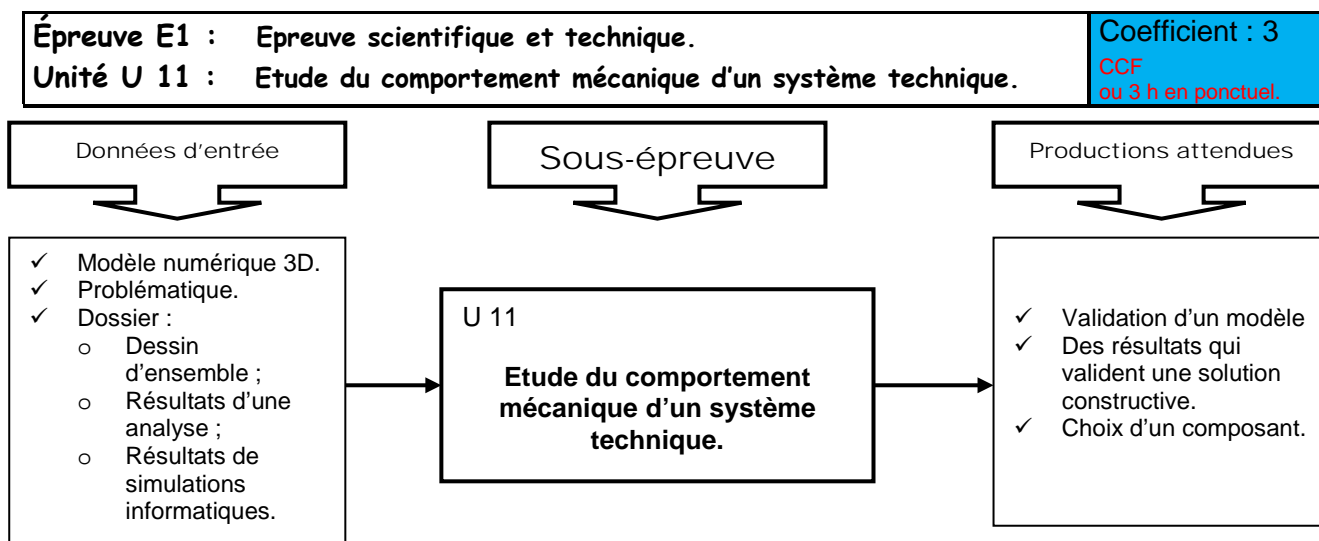 Épreuve E1 : Epreuve scientifique et technique.
Unité U 11 : Etude du comportement mécanique d'un système technique.
Coefficient : 3
CCF
ou 3 h en ponctuel.
Données d'entrée
Sous-épreuve
Productions attendues
✓ Modèle numérique 3D.
✓ Problématique.
✓ Dossier :
o Dessin
d'ensemble ;
o Résultats d'une
analyse ;
o Résultats de
simulations
informatiques.
U 11
Etude du comportement
mécanique d'un système
technique.
✓ Validation d'un modèle
✓ Des résultats qui
valident une solution
constructive.
✓ Choix d'un composant.